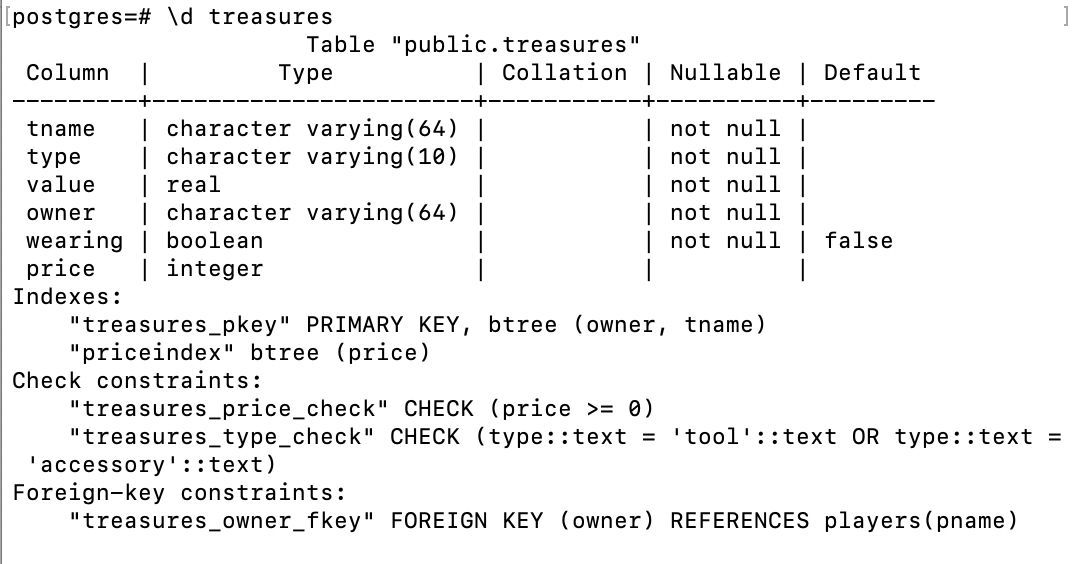 [postgres=# \d treasures ]
                     Table "public.treasures"
 Column  |         Type          | Collation | Nullable | Default
---------+-----------------------+-----------+----------+---------
 tname   | character varying(64) |           | not null |
 type    | character varying(10) |           | not null |
 value   | real                  |           | not null |
 owner   | character varying(64) |           | not null |
 wearing | boolean               |           | not null | false
 price   | integer               |           |          |
Indexes:
    "treasures_pkey" PRIMARY KEY, btree (owner, tname)
    "priceindex" btree (price)
Check constraints:
    "treasures_price_check" CHECK (price >= 0)
    "treasures_type_check" CHECK (type::text = 'tool'::text OR type::text =
 'accessory'::text)
Foreign-key constraints:
    "treasures_owner_fkey" FOREIGN KEY (owner) REFERENCES players(pname)